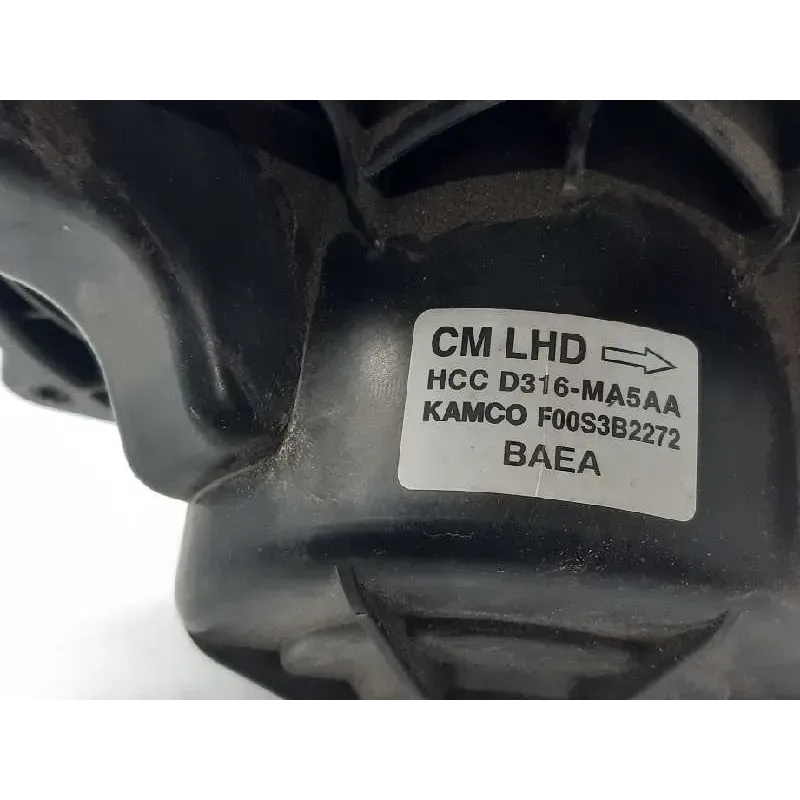 CM LHD
HCC D316-MA5AA
KAMCO F00S3B2272
BAEA